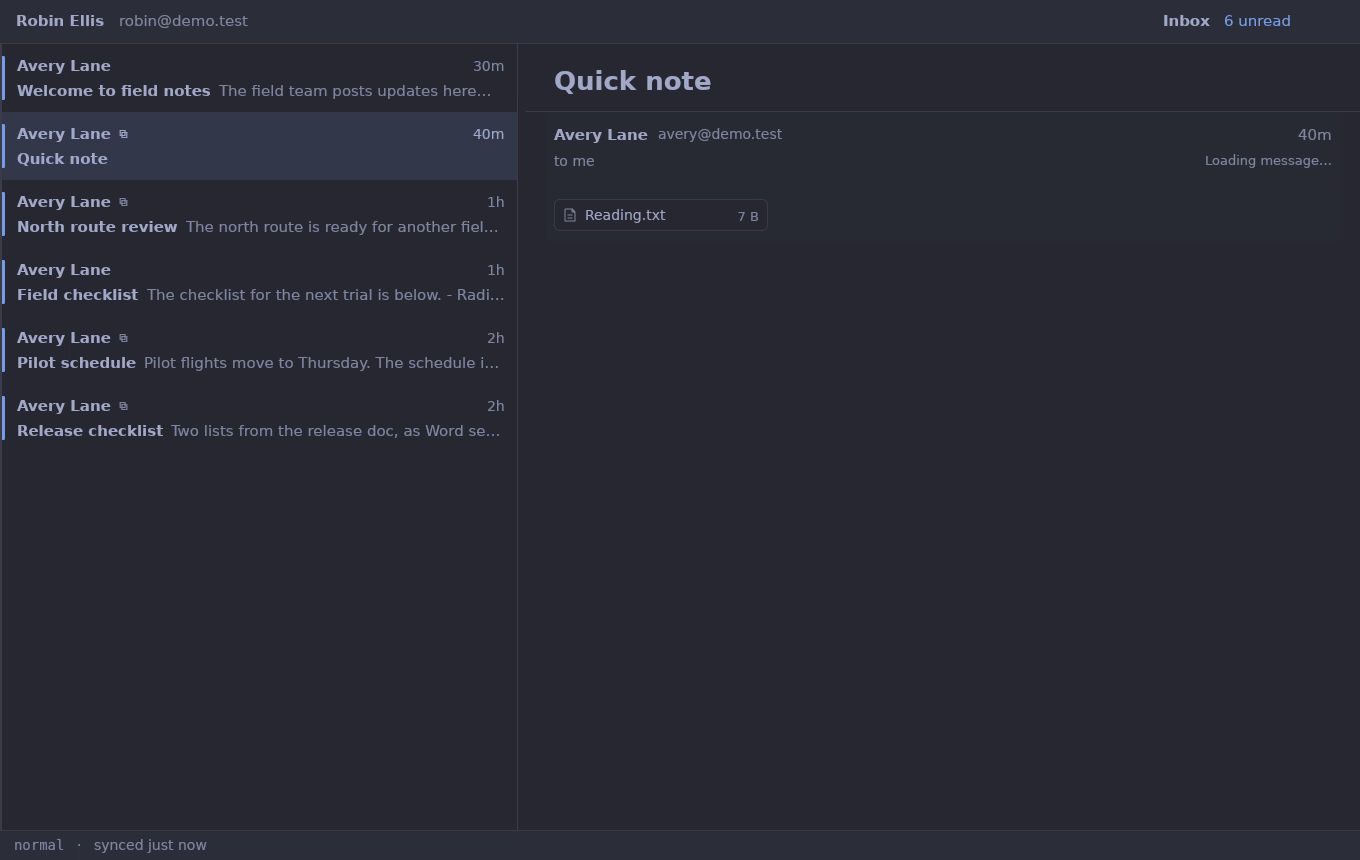 Robin Ellis robin@demo.test Inbox 6 unread
Avery Lane 30m
Welcome to field notes The field team posts updates here...
Avery Lane 40m
Quick note
Avery Lane 1h
North route review The north route is ready for another fiel...
Avery Lane 1h
Field checklist The checklist for the next trial is below. - Radi...
Avery Lane 2h
Pilot schedule Pilot flights move to Thursday. The schedule i...
Avery Lane 2h
Release checklist Two lists from the release doc, as Word se...
Quick note
Avery Lane avery@demo.test 40m
to me Loading message...
Reading.txt 7 B
normal · synced just now